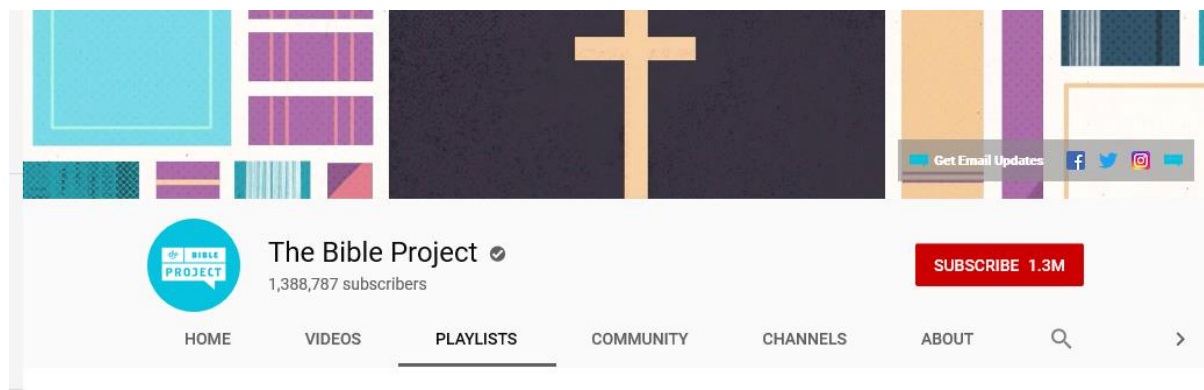 Get Email Updates
BIBLE
PROJECT
The Bible Project
1,388,787 subscribers
SUBSCRIBE 1.3M
HOME VIDEOS PLAYLISTS COMMUNITY CHANNELS ABOUT